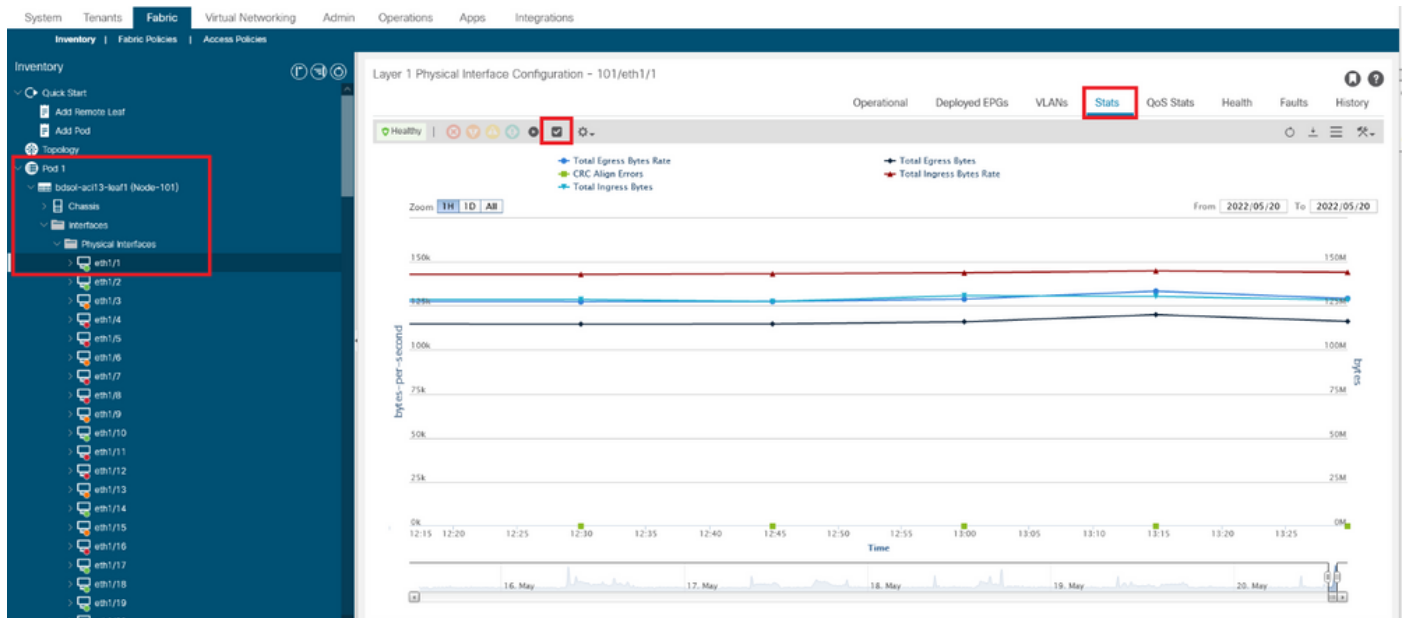 System Tenants Fabric Virtual Networking Admin Operations Apps Integrations
Inventory | Fabric Policies | Access Policies
Inventory
Quick Start
Add Remote Leaf
Add Pod
Topology
Pod 1
bdsol-aci13-leaf1 (Node-101)
Chassis
Interfaces
Physical Interfaces
eth1/1
eth1/2
eth1/3
eth1/4
eth1/5
eth1/6
eth1/7
eth1/8
eth1/9
eth1/10
eth1/11
eth1/12
eth1/13
eth1/14
eth1/15
eth1/16
eth1/17
eth1/18
eth1/19
Layer 1 Physical Interface Configuration - 101/eth1/1
Operational Deployed EPGs VLANs Stats QoS Stats Health Faults History
Healthy
Total Egress Bytes Rate Total Egress Bytes
CRC Align Errors Total Ingress Bytes Rate
Total Ingress Bytes
Zoom 1H 1D All From 2022/05/20 To 2022/05/20
150k 150M
125k 125M
100k 100M
75k 75M
50k 50M
25k 25M
0k 0M
bytes-per-second
bytes
12:15 12:20 12:25 12:30 12:35 12:40 12:45 12:50 12:55 13:00 13:05 13:10 13:15 13:20 13:25
Time
16. May 17. May 18. May 19. May 20. May